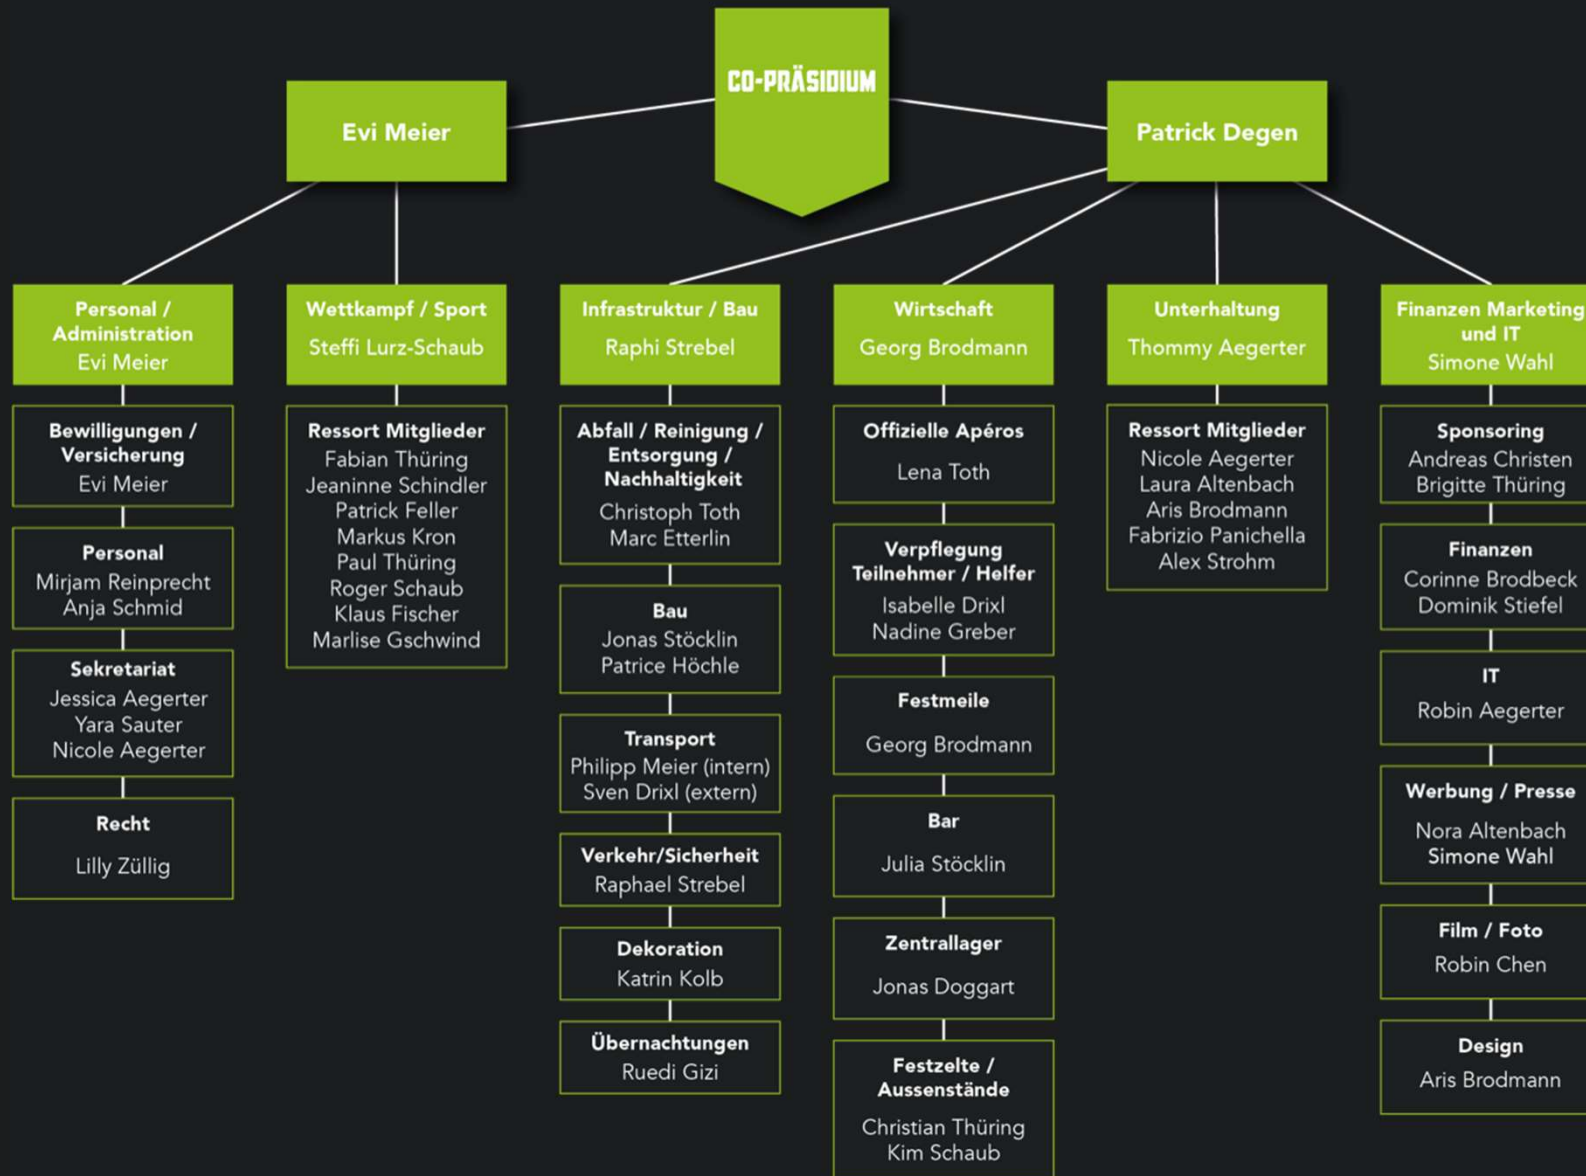 CO-PRÄSIDIUM
Evi Meier
Patrick Degen
Personal /
Administration
Evi Meier
Bewilligungen /
Versicherung
Evi Meier
Personal
Mirjam Reinprecht
Anja Schmid
Sekretariat
Jessica Aegerter
Yara Sauter
Nicole Aegerter
Recht
Lilly Züllig
Wettkampf / Sport
Steffi Lurz-Schaub
Ressort Mitglieder
Fabian Thüring
Jeaninne Schindler
Patrick Feller
Markus Kron
Paul Thüring
Roger Schaub
Klaus Fischer
Marlise Gschwind
Infrastruktur / Bau
Raphi Strebel
Abfall / Reinigung /
Entsorgung /
Nachhaltigkeit
Christoph Toth
Marc Etterlin
Bau
Jonas Stöcklin
Patrice Höchle
Transport
Philipp Meier (intern)
Sven Drixl (extern)
Verkehr/Sicherheit
Raphael Strebel
Dekoration
Katrin Kolb
Übernachtungen
Ruedi Gizi
Wirtschaft
Georg Brodmann
Offizielle Apéros
Lena Toth
Verpflegung
Teilnehmer / Helfer
Isabelle Drixl
Nadine Greber
Festmeile
Georg Brodmann
Bar
Julia Stöcklin
Zentrallager
Jonas Doggart
Festzelte /
Aussenstände
Christian Thüring
Kim Schaub
Unterhaltung
Thommy Aegerter
Ressort Mitglieder
Nicole Aegerter
Laura Altenbach
Aris Brodmann
Fabrizio Panichella
Alex Strohm
Finanzen Marketing
und IT
Simone Wahl
Sponsoring
Andreas Christen
Brigitte Thüring
Finanzen
Corinne Brodbeck
Dominik Stiefel
IT
Robin Aegerter
Werbung / Presse
Nora Altenbach
Simone Wahl
Film / Foto
Robin Chen
Design
Aris Brodmann